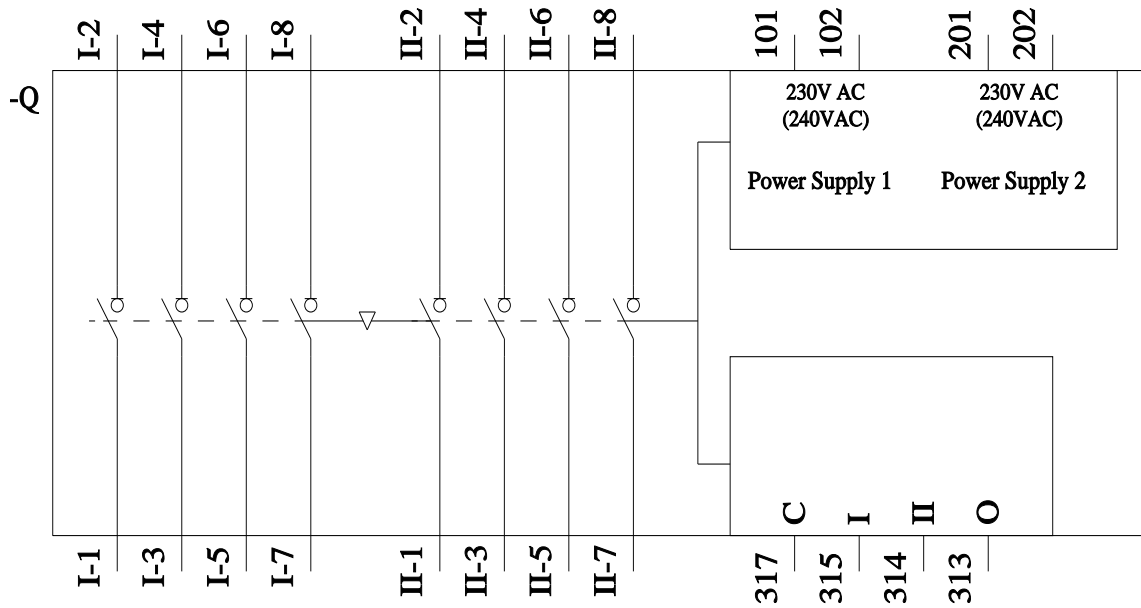 I-2
I-4
I-6
I-8
II-2
II-4
II-6
II-8
101
102
201
202
-Q
230V AC
(240VAC)
Power Supply 1
230V AC
(240VAC)
Power Supply 2
C
I
II
O
I-1
I-3
I-5
I-7
II-1
II-3
II-5
II-7
317
315
314
313